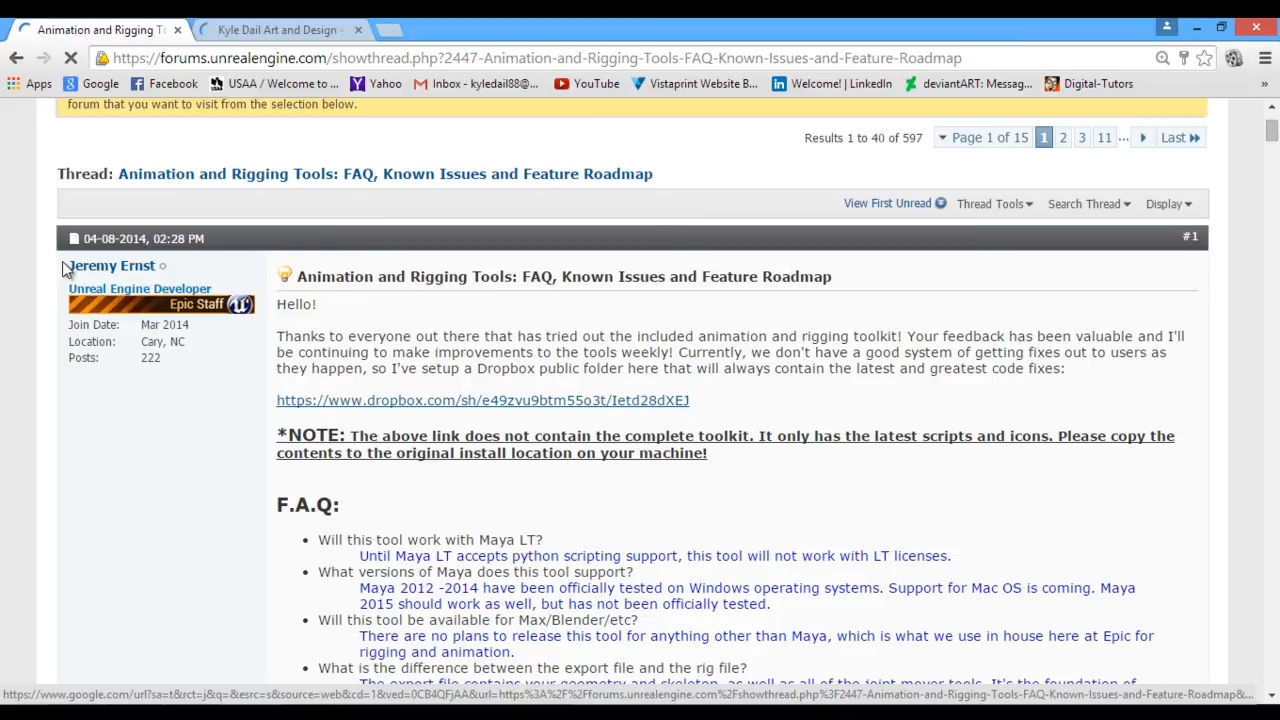 Animation and Rigging To
Kyle Dail Art and Design -
https://forums.unrealengine.com/showthread.php?2447-Animation-and-Rigging-Tools-FAQ-Known-Issues-and-Feature-Roadmap
Apps Google Facebook USAA / Welcome to ... Yahoo Inbox - kyledail88@... YouTube Vistaprint Website B... Welcome! | LinkedIn deviantART: Messag... Digital-Tutors »
forum that you want to visit from the selection below.
Results 1 to 40 of 597 Page 1 of 15 1 2 3 11 ... Last
Thread: Animation and Rigging Tools: FAQ, Known Issues and Feature Roadmap
View First Unread Thread Tools Search Thread Display
04-08-2014, 02:28 PM #1
Jeremy Ernst
Unreal Engine Developer
Epic Staff
Join Date: Mar 2014
Location: Cary, NC
Posts: 222
Animation and Rigging Tools: FAQ, Known Issues and Feature Roadmap
Hello!
Thanks to everyone out there that has tried out the included animation and rigging toolkit! Your feedback has been valuable and I'll
be continuing to make improvements to the tools weekly! Currently, we don't have a good system of getting fixes out to users as
they happen, so I've setup a Dropbox public folder here that will always contain the latest and greatest code fixes:
https://www.dropbox.com/sh/e49zvu9btm55o3t/Ietd28dXEJ
*NOTE: The above link does not contain the complete toolkit. It only has the latest scripts and icons. Please copy the
contents to the original install location on your machine!
F.A.Q:
• Will this tool work with Maya LT?
Until Maya LT accepts python scripting support, this tool will not work with LT licenses.
• What versions of Maya does this tool support?
Maya 2012 -2014 have been officially tested on Windows operating systems. Support for Mac OS is coming. Maya
2015 should work as well, but has not been officially tested.
• Will this tool be available for Max/Blender/etc?
There are no plans to release this tool for anything other than Maya, which is what we use in house here at Epic for
rigging and animation.
• What is the difference between the export file and the rig file?
The export file contains your geometry and skeleton, as well as all of the joint mover tools. It's the foundation of
https://www.google.com/url?sa=t&rct=j&q=&esrc=s&source=web&cd=1&ved=0CB4QFjAA&url=https%3A%2F%2Fforums.unrealengine.com%2Fshowthread.php%3F2447-Animation-and-Rigging-Tools-FAQ-Known-Issues-and-Feature-Roadmap&...